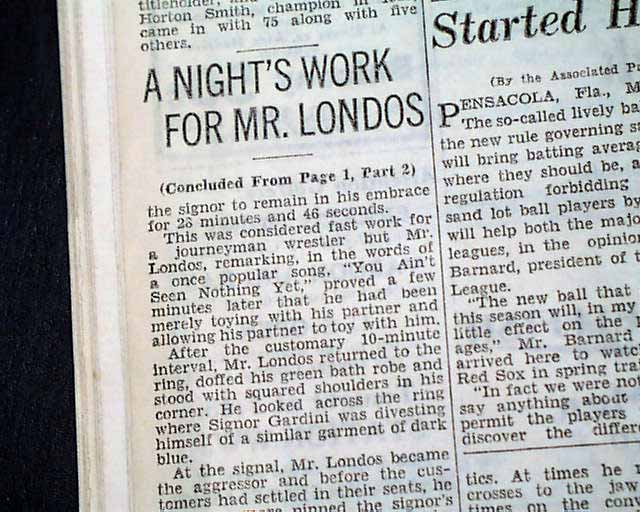 titleholder, and
Horton Smith, champion in
came in with 75 along with five
others.
A NIGHT'S WORK
FOR MR. LONDOS
(Concluded From Page 1, Part 2)
the signor to remain in his embrace
for 23 minutes and 46 seconds.
This was considered fast work for
a journeyman wrestler but Mr.
Londos, remarking, in the words of
a once popular song, "You Ain't
Seen Nothing Yet," proved a few
minutes later that he had been
merely toying with his partner and
allowing his partner to toy with him.
After the customary 10-minute
interval, Mr. Londos returned to the
ring, doffed his green bath robe and
stood with squared shoulders in his
corner. He looked across the ring
where Signor Gardini was divesting
himself of a similar garment of dark
blue.
At the signal, Mr. Londos became
the aggressor and before the cus-
tomers had settled in their seats, he
pinned the signor's
Started H
(By the Associated
PENSACOLA, Fla., M
The so-called lively ba
the new rule governing
will bring batting averag
where they should be, a
regulation forbidding
sand lot ball players by
will help both the majo
leagues, in the opinio
Barnard, president of t
League.
"The new ball that
this season will, in my
little effect on the
ages," Mr. Barnard
arrived here to watc
Red Sox in spring tra
"In fact we were no
say anything about
permit the players
discover the differe
tics. At times he
crosses to the jaw
times on the con